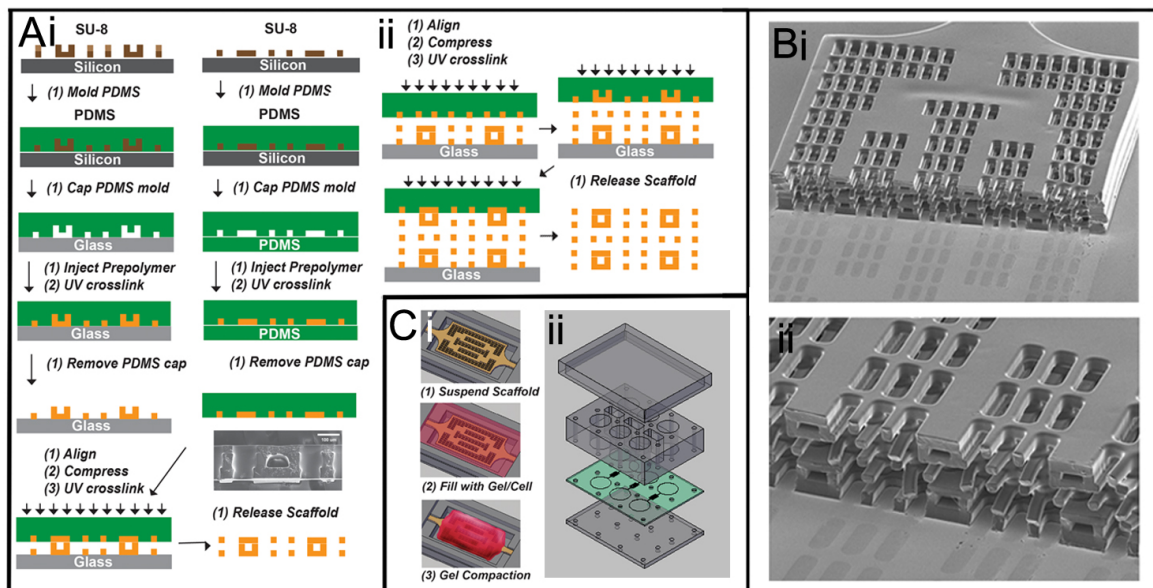 Ai
SU-8
Silicon
(1) Mold PDMS
PDMS
Silicon
(1) Cap PDMS mold
Glass
(1) Inject Prepolymer
(2) UV crosslink
Glass
(1) Remove PDMS cap
Glass
(1) Align
(2) Compress
(3) UV crosslink
Glass
SU-8
Silicon
(1) Mold PDMS
PDMS
Silicon
(1) Cap PDMS mold
PDMS
(1) Inject Prepolymer
(2) UV crosslink
PDMS
(1) Remove PDMS cap
(1) Release Scaffold
ii
(1) Align
(2) Compress
(3) UV crosslink
Glass
Glass
(1) Release Scaffold
Glass
Ci
(1) Suspend Scaffold
(2) Fill with Gel/Cell
(3) Gel Compaction
ii
Bi
ii